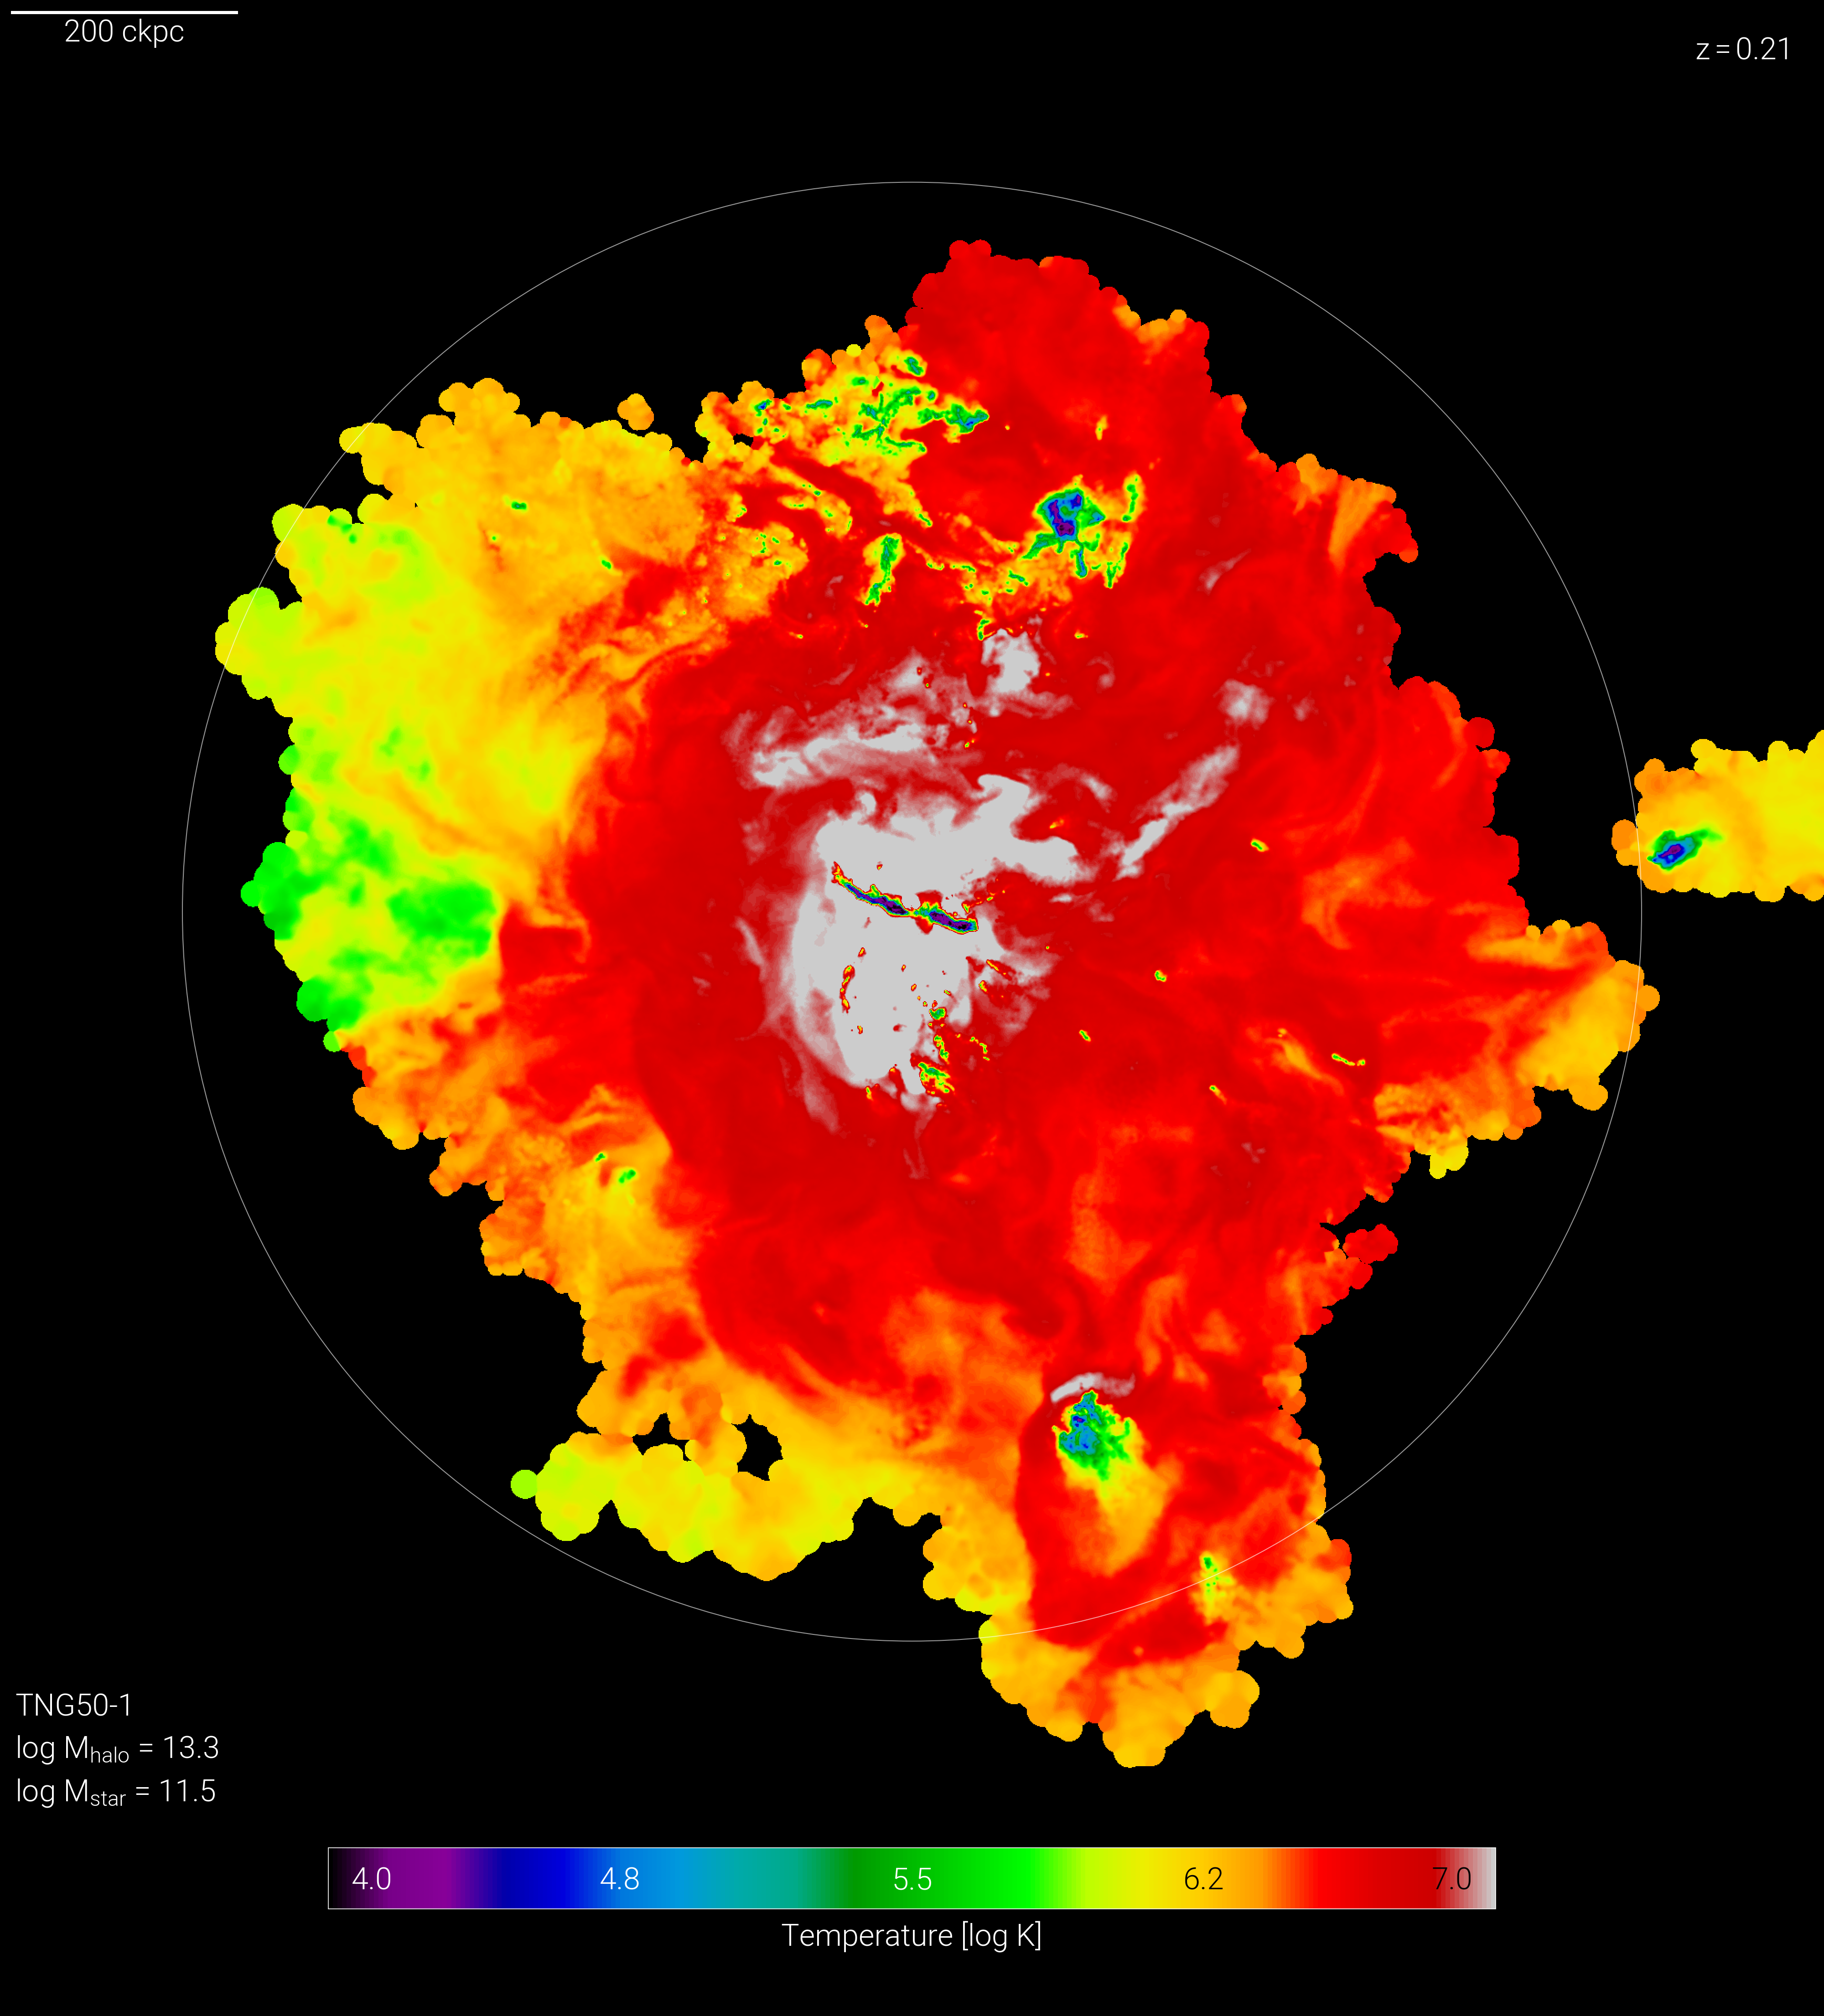 200 ckpc
z = 0.21
TNG50-1
log Mhalo = 13.3
log Mstar = 11.5
4.0 4.8 5.5 6.2 7.0
Temperature [log K]